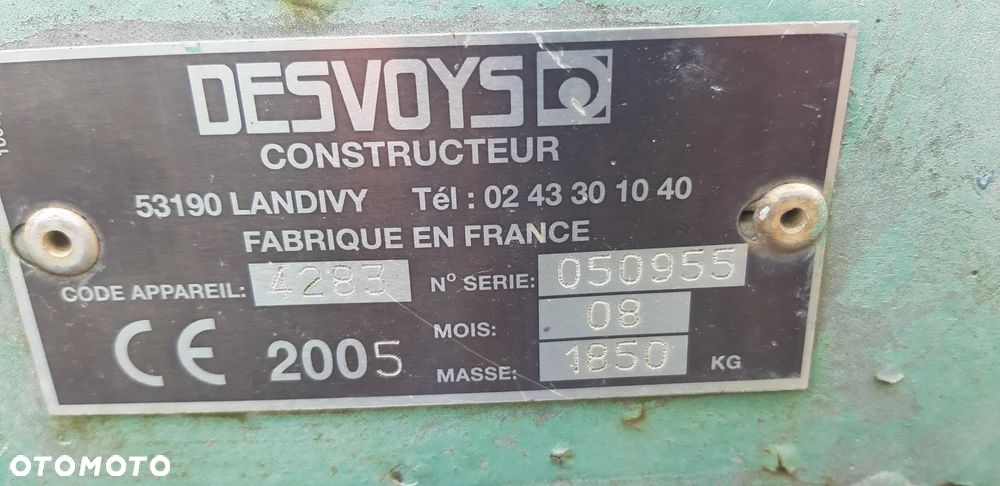 DESVOYS
CONSTRUCTEUR
53190 LANDIVY Tél : 02 43 30 10 40
FABRIQUE EN FRANCE
CODE APPAREIL: 4283 N° SERIE: 050955
MOIS: 08
CE 2005 MASSE: 1850 KG
OTOMOTO